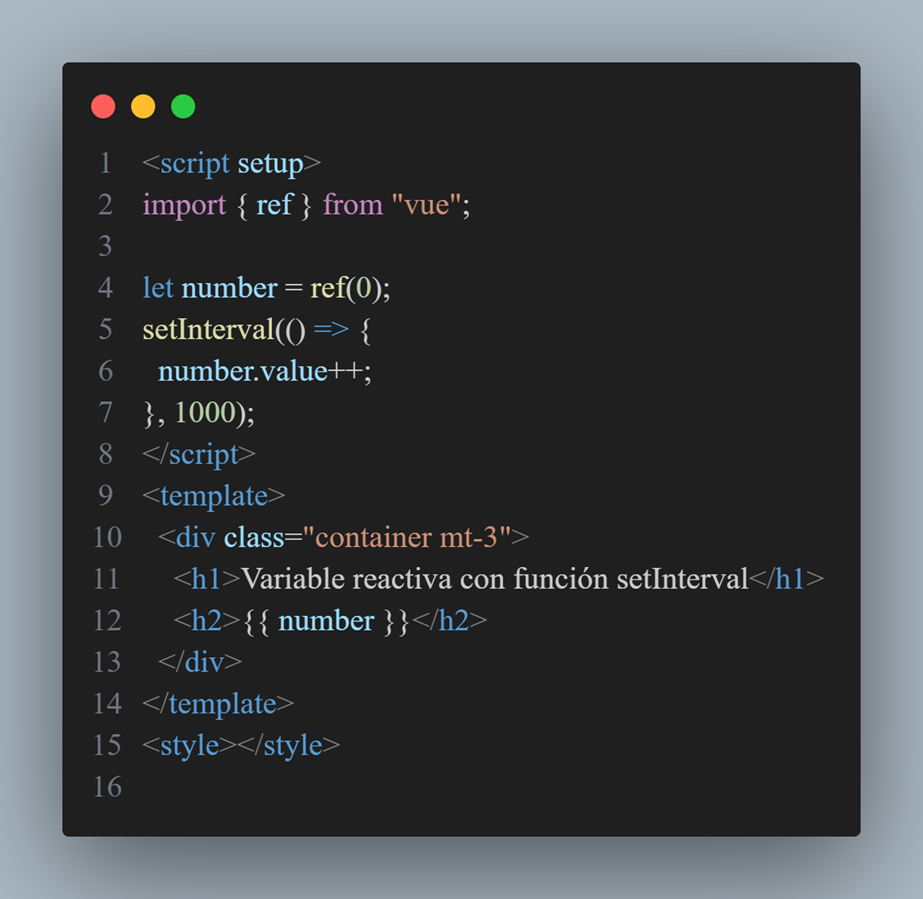 1 <script setup>
2 import { ref } from "vue";
3
4 let number = ref(0);
5 setInterval(() => {
6   number.value++;
7 }, 1000);
8 </script>
9 <template>
10   <div class="container mt-3">
11     <h1>Variable reactiva con función setInterval</h1>
12     <h2>{{ number }}</h2>
13   </div>
14 </template>
15 <style></style>
16